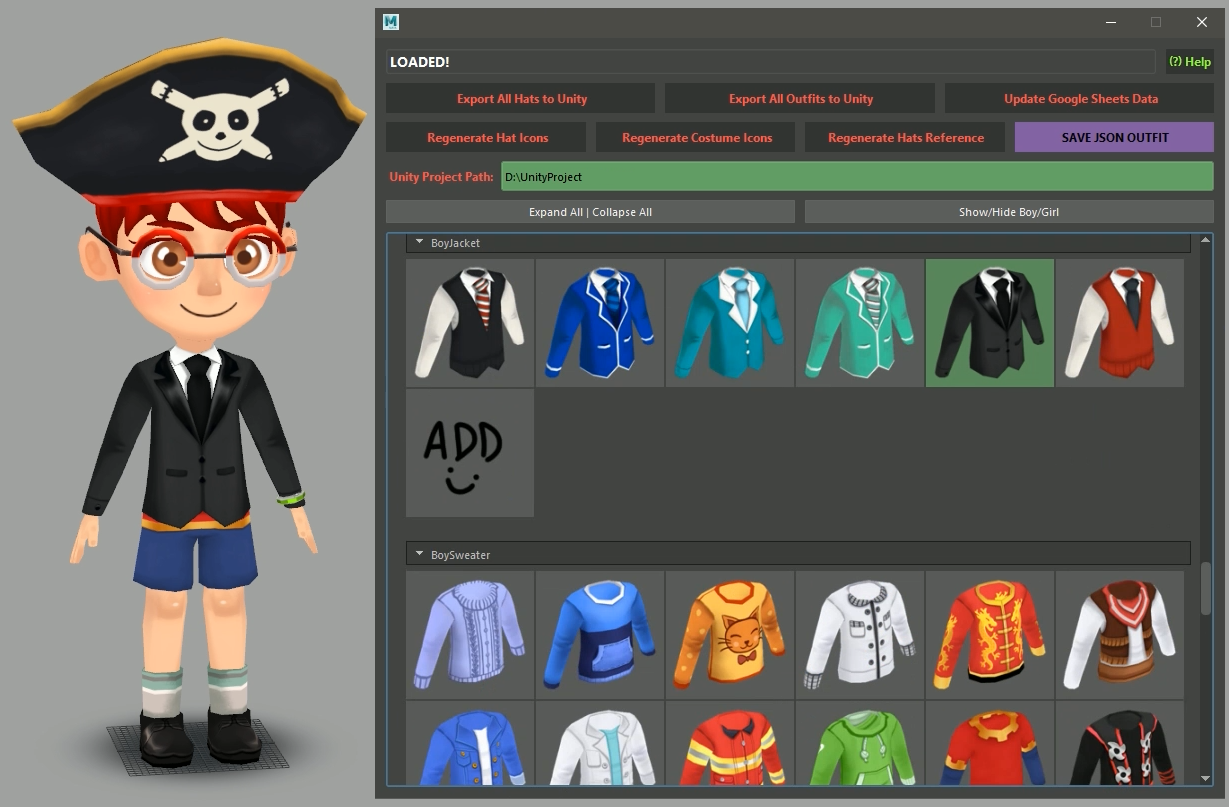 M
LOADED!
(?) Help
Export All Hats to Unity
Export All Outfits to Unity
Update Google Sheets Data
Regenerate Hat Icons
Regenerate Costume Icons
Regenerate Hats Reference
SAVE JSON OUTFIT
Unity Project Path:
D:\UnityProject
Expand All | Collapse All
Show/Hide Boy/Girl
BoyJacket
ADD
BoySweater